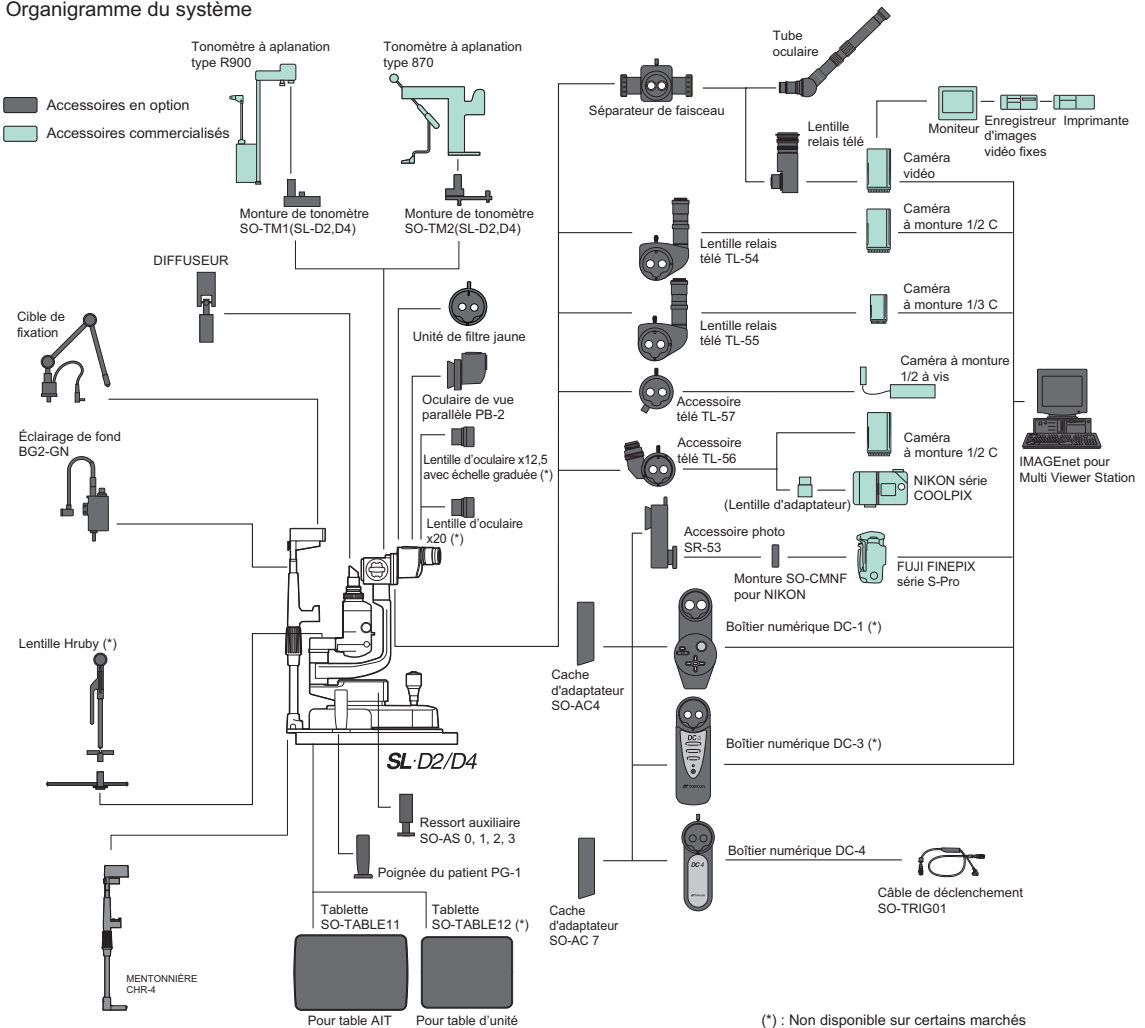 Organigramme du système
Tonomètre à aplanation
type R900
Tonomètre à aplanation
type 870
Accessoires en option
Accessoires commercialisés
Monture de tonomètre
SO-TM1(SL-D2,D4)
Monture de tonomètre
SO-TM2(SL-D2,D4)
DIFFUSEUR
Cible de
fixation
Éclairage de fond
BG2-GN
Unité de filtre jaune
Oculaire de vue
parallèle PB-2
Lentille d'oculaire x12,5
avec échelle graduée (*)
Lentille d'oculaire
x20 (*)
Lentille Hruby (*)
SL·D2/D4
Ressort auxiliaire
SO-AS 0, 1, 2, 3
Poignée du patient PG-1
Tablette
SO-TABLE11
Tablette
SO-TABLE12 (*)
Pour table AIT
Pour table d'unité
MENTONNIÈRE
CHR-4
Séparateur de faisceau
Tube
oculaire
Lentille
relais télé
Moniteur
Enregistreur
d'images
vidéo fixes
Imprimante
Caméra
vidéo
Lentille relais
télé TL-54
Caméra
à monture 1/2 C
Lentille relais
télé TL-55
Caméra
à monture 1/3 C
Accessoire
télé TL-57
Caméra à monture
1/2 à vis
Accessoire
télé TL-56
Caméra
à monture 1/2 C
(Lentille d'adaptateur)
NIKON série
COOLPIX
IMAGEnet pour
Multi Viewer Station
Accessoire photo
SR-53
Monture SO-CMNF
pour NIKON
FUJI FINEPIX
série S-Pro
Cache
d'adaptateur
SO-AC4
Boîtier numérique DC-1 (*)
DC-3
TOPCON
Boîtier numérique DC-3 (*)
Cache
d'adaptateur
SO-AC 7
DC-4
TOPCON
Boîtier numérique DC-4
Câble de déclenchement
SO-TRIG01
(*) : Non disponible sur certains marchés